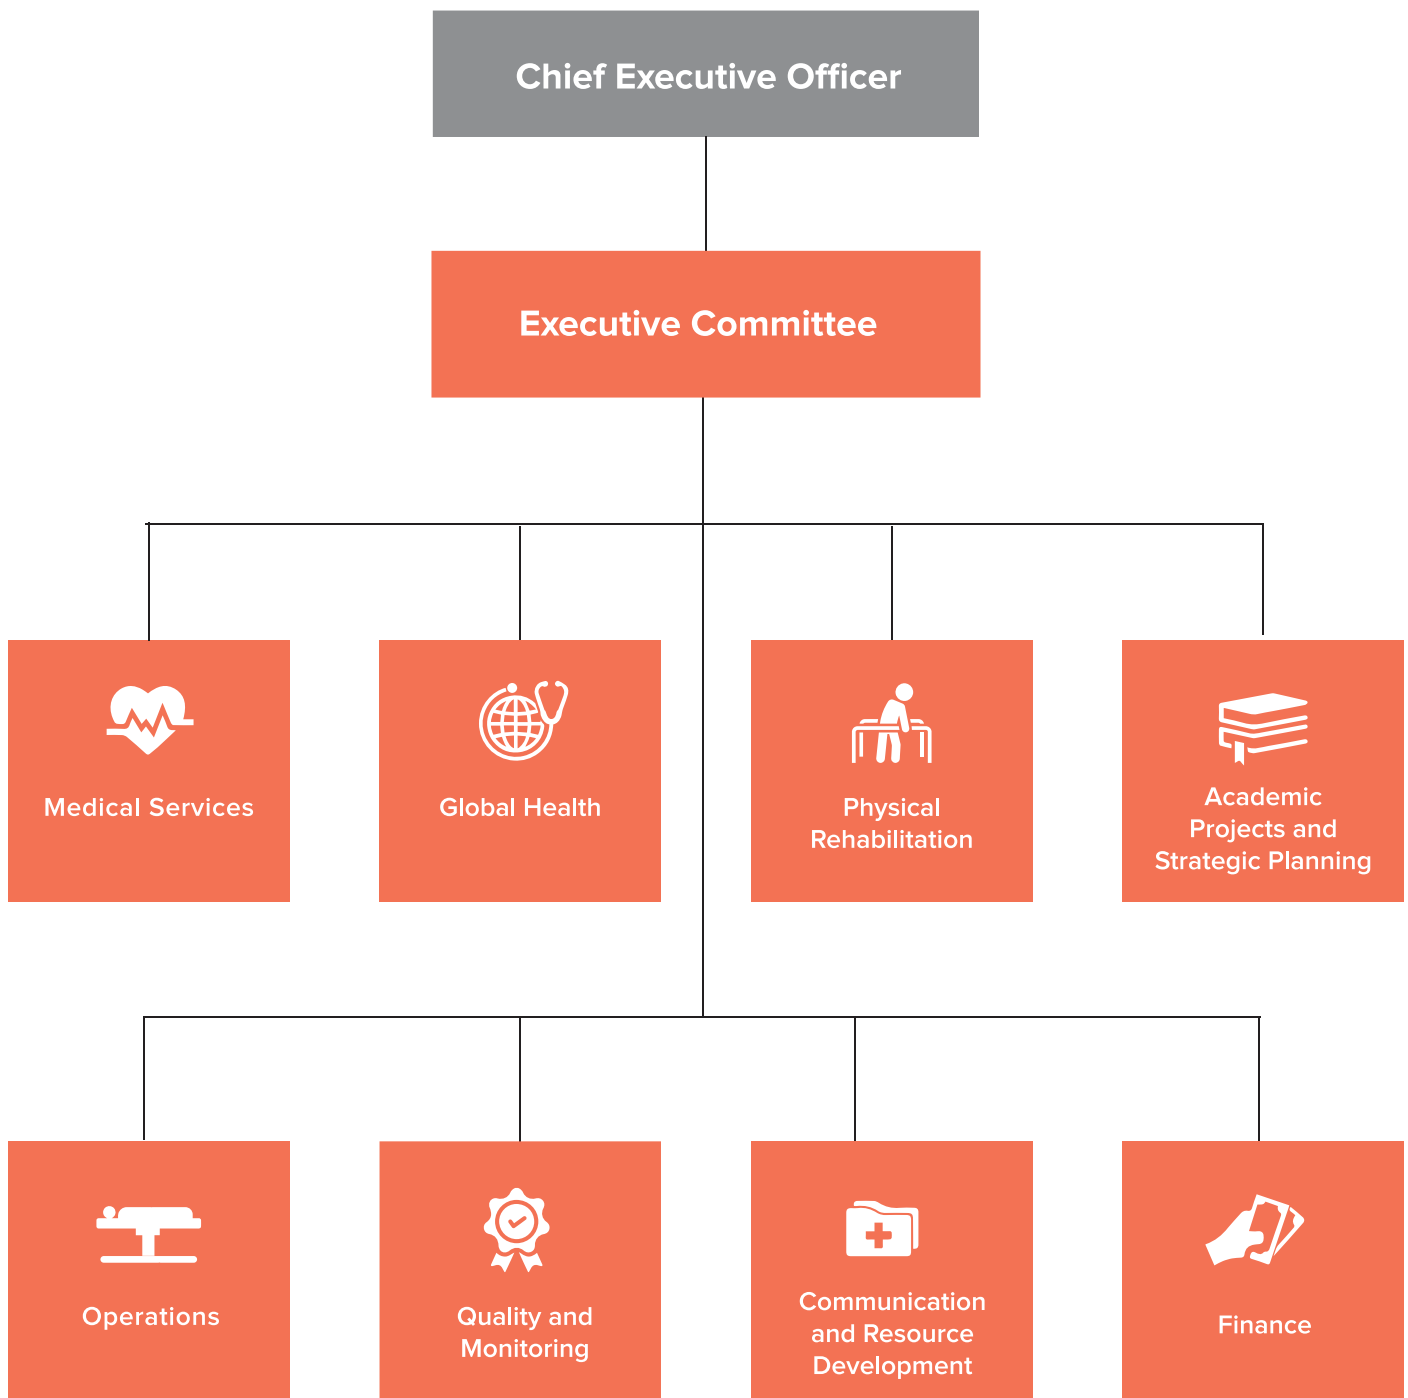 Chief Executive Officer
Executive Committee
Medical Services
Global Health
Physical
Rehabilitation
Academic
Projects and
Strategic Planning
Operations
Quality and
Monitoring
Communication
and Resource
Development
Finance